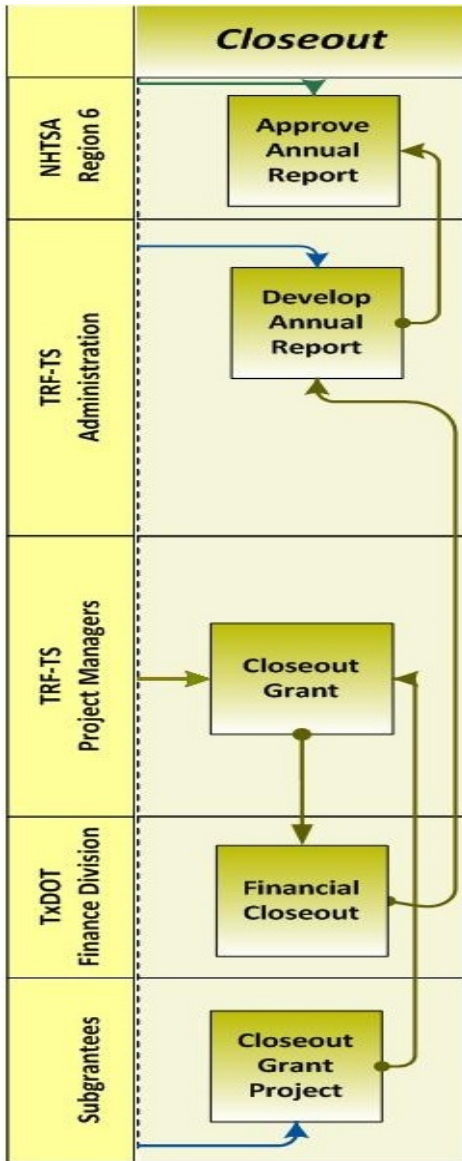 Closeout
NHTSA
Region 6
Approve
Annual
Report
TRF-TS
Administration
Develop
Annual
Report
TRF-TS
Project Managers
Closeout
Grant
TxDOT
Finance Division
Financial
Closeout
Subgrantees
Closeout
Grant
Project